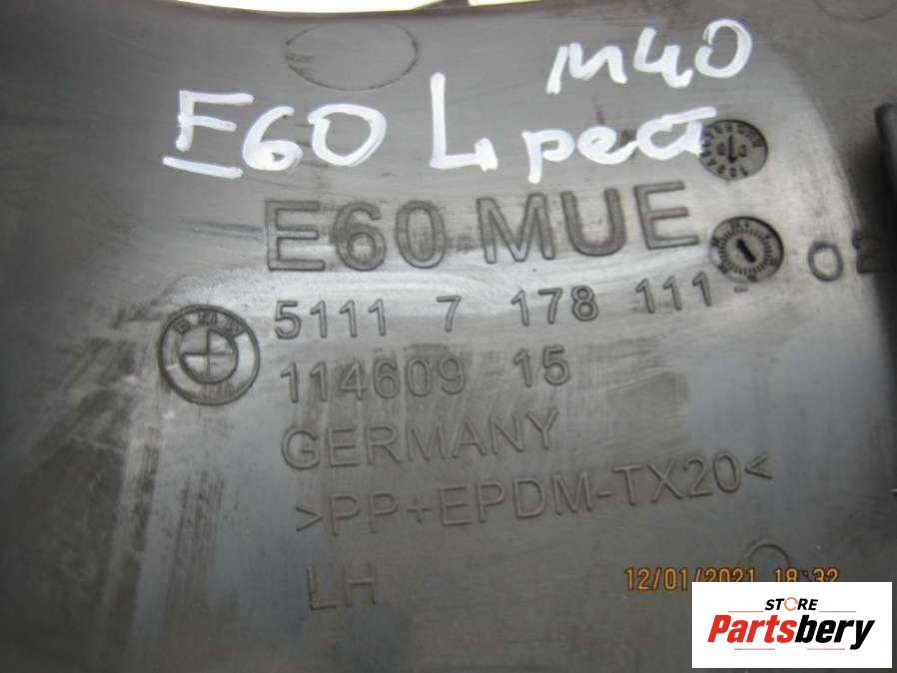 M40
E60 L рест
E60 MUE
5111 7 178 111- 02
114609 15
GERMANY
>PP+EPDM-TX20<
LH
12/01/2021 18:32
STORE
Partsbery